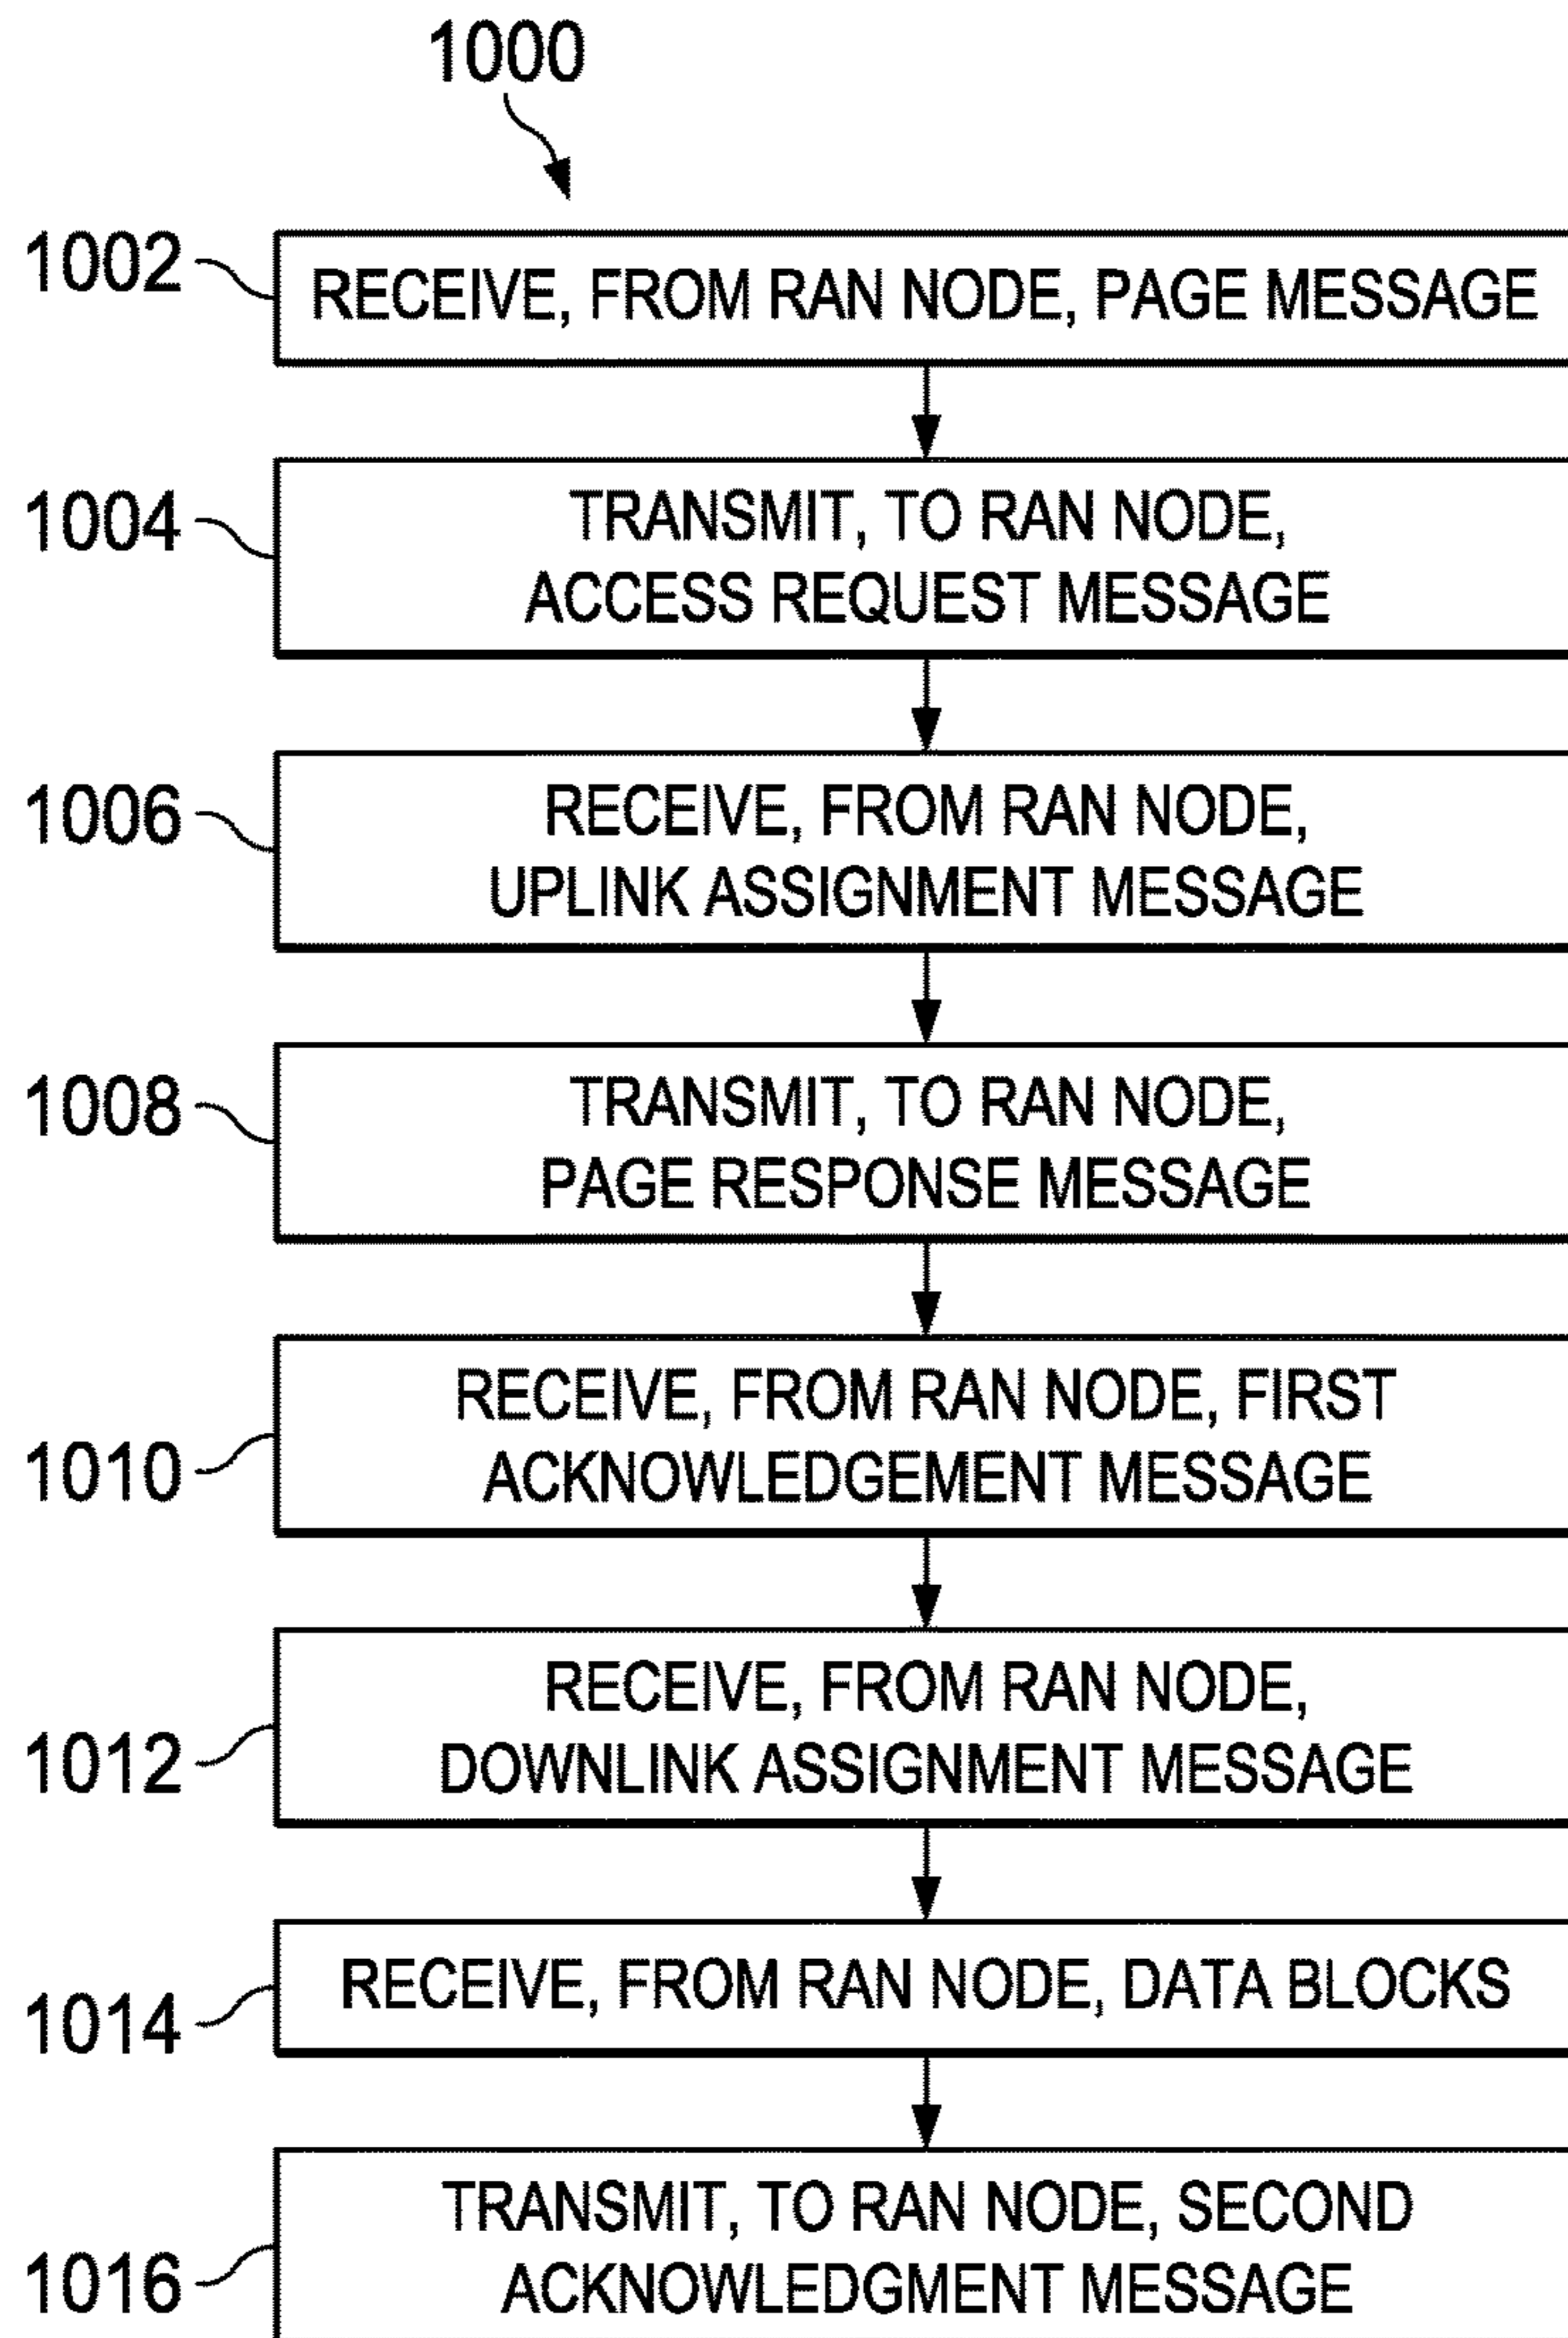 1000
1002
RECEIVE, FROM RAN NODE, PAGE MESSAGE
1004
TRANSMIT, TO RAN NODE,
ACCESS REQUEST MESSAGE
1006
RECEIVE, FROM RAN NODE,
UPLINK ASSIGNMENT MESSAGE
1008
TRANSMIT, TO RAN NODE,
PAGE RESPONSE MESSAGE
1010
RECEIVE, FROM RAN NODE, FIRST
ACKNOWLEDGEMENT MESSAGE
1012
RECEIVE, FROM RAN NODE,
DOWNLINK ASSIGNMENT MESSAGE
1014
RECEIVE, FROM RAN NODE, DATA BLOCKS
1016
TRANSMIT, TO RAN NODE, SECOND
ACKNOWLEDGMENT MESSAGE